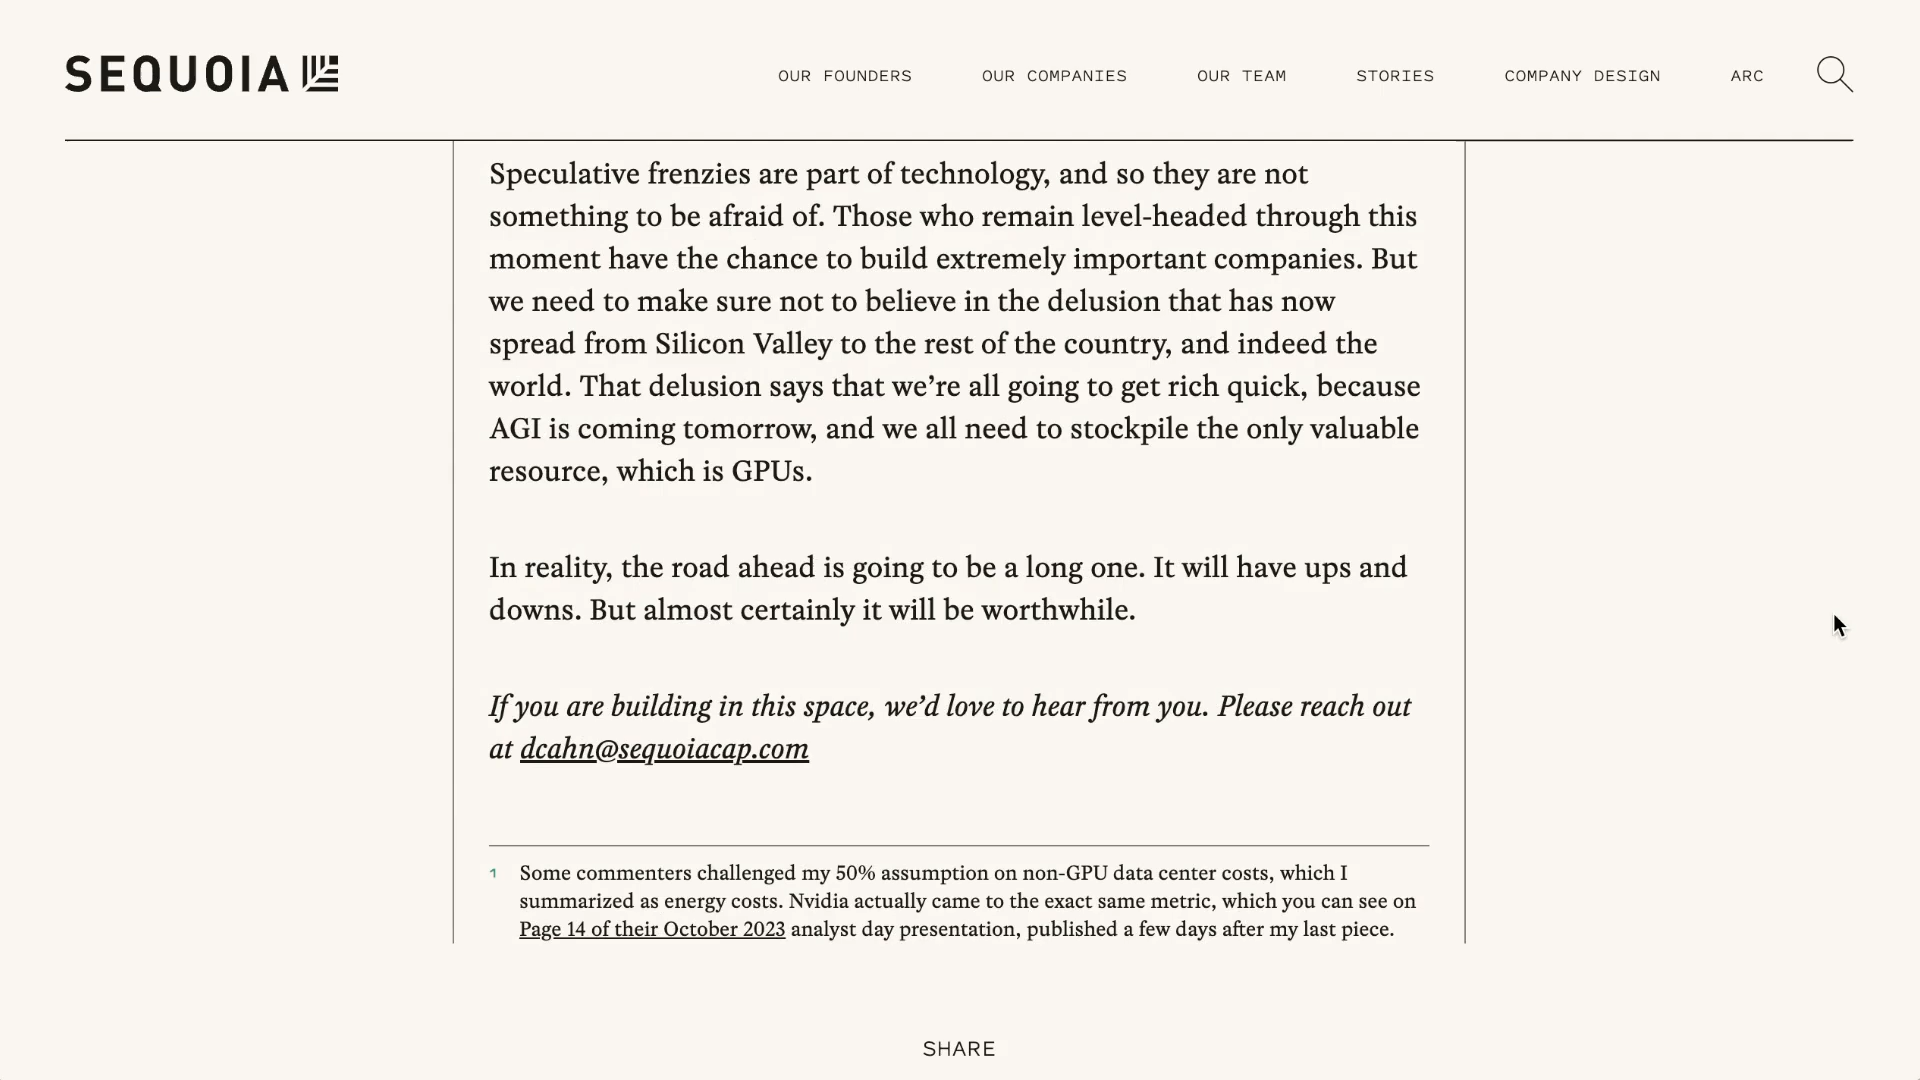 SEQUOIA
OUR FOUNDERS
OUR COMPANIES
OUR TEAM
STORIES
COMPANY DESIGN
ARC
Speculative frenzies are part of technology, and so they are not
something to be afraid of. Those who remain level-headed through this
moment have the chance to build extremely important companies. But
we need to make sure not to believe in the delusion that has now
spread from Silicon Valley to the rest of the country, and indeed the
world. That delusion says that we’re all going to get rich quick, because
AGI is coming tomorrow, and we all need to stockpile the only valuable
resource, which is GPUs.
In reality, the road ahead is going to be a long one. It will have ups and
downs. But almost certainly it will be worthwhile.
If you are building in this space, we’d love to hear from you. Please reach out
at dcahn@sequoiacap.com
1 Some commenters challenged my 50% assumption on non-GPU data center costs, which I
summarized as energy costs. Nvidia actually came to the exact same metric, which you can see on
Page 14 of their October 2023 analyst day presentation, published a few days after my last piece.
SHARE